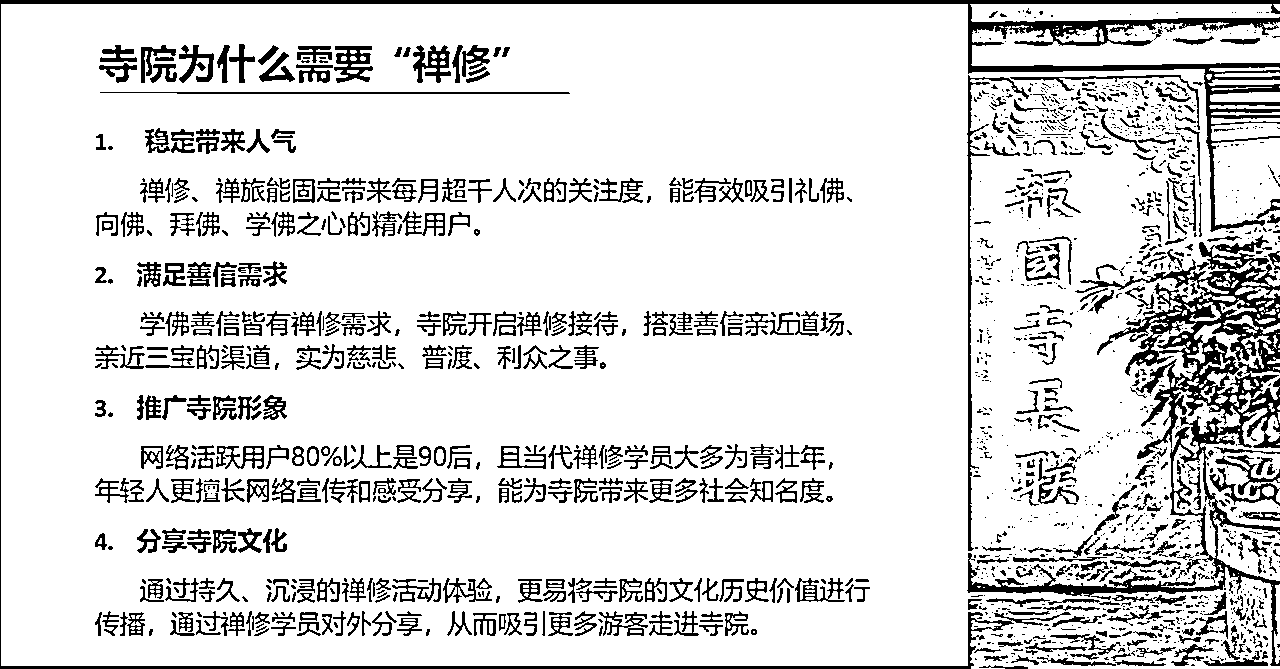 寺院为什么需要“禅修”
1. 稳定带来人气
禅修、禅旅能固定带来每月超千人次的关注度，能有效吸引礼佛、
向佛、拜佛、学佛之心的精准用户。
2. 满足善信需求
学佛善信皆有禅修需求，寺院开启禅修接待，搭建善信亲近道场、
亲近三宝的渠道，实为慈悲、普渡、利众之事。
3. 推广寺院形象
网络活跃用户80%以上是90后，且当代禅修学员大多为青壮年，
年轻人更擅长网络宣传和感受分享，能为寺院带来更多社会知名度。
4. 分享寺院文化
通过持久、沉浸的禅修活动体验，更易将寺院的文化历史价值进行
传播，通过禅修学员对外分享，从而吸引更多游客走进寺院。
報國寺長联